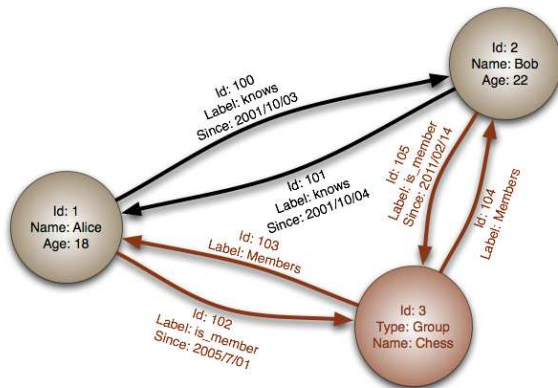 Id: 2
Name: Bob
Age: 22
Id: 100
Label: knows
Since: 2001/10/03
Id: 101
Label: knows
Since: 2001/10/04
Id: 105
Label: is_member
Since: 2011/02/14
Id: 104
Label: Members
Id: 1
Name: Alice
Age: 18
Id: 103
Label: Members
Id: 102
Label: is_member
Since: 2005/7/01
Id: 3
Type: Group
Name: Chess